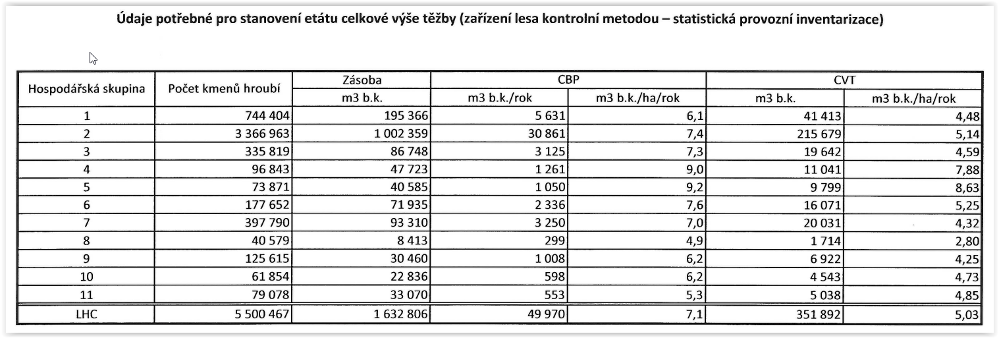 Údaje potřebné pro stanovení etátu celkové výše těžby (zařízení lesa kontrolní metodou – statistická provozní inventarizace)
Hospodářská skupina Počet kmenů hroubí Zásoba CBP CVT
m3 b.k. m3 b.k./rok m3 b.k./ha/rok m3 b.k. m3 b.k./ha/rok
1 744 404 195 366 5 631 6,1 41 413 4,48
2 3 366 963 1 002 359 30 861 7,4 215 679 5,14
3 335 819 86 748 3 125 7,3 19 642 4,59
4 96 843 47 723 1 261 9,0 11 041 7,88
5 73 871 40 585 1 050 9,2 9 799 8,63
6 177 652 71 935 2 336 7,6 16 071 5,25
7 397 790 93 310 3 250 7,0 20 031 4,32
8 40 579 8 413 299 4,9 1 714 2,80
9 125 615 30 460 1 008 6,2 6 922 4,25
10 61 854 22 836 598 6,2 4 543 4,73
11 79 078 33 070 553 5,3 5 038 4,85
LHC 5 500 467 1 632 806 49 970 7,1 351 892 5,03